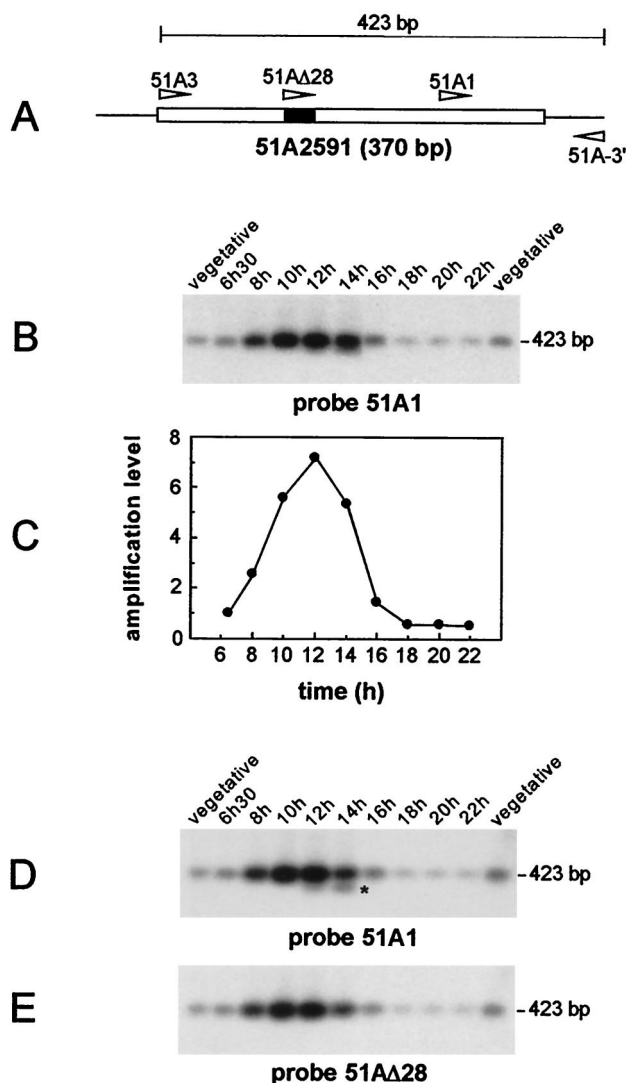 423 bp
51A3
51AΔ28
51A1
A
51A2591 (370 bp)
51A-3'
vegetative 6h30 8h 10h 12h 14h 16h 18h 20h 22h vegetative
B
-423 bp
probe 51A1
C
amplification level
8
6
4
2
0
6 8 10 12 14 16 18 20 22
time (h)
vegetative 6h30 8h 10h 12h 14h 16h 18h 20h 22h vegetative
D
-423 bp
*
probe 51A1
E
-423 bp
probe 51AΔ28